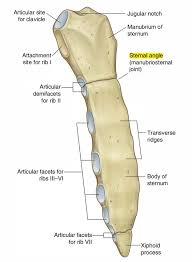 Articular site
for clavicle
Jugular notch
Manubrium of
sternum
Attachment
site for rib I
Sternal angle
(manubriosternal
joint)
Articular
demifacets
for rib II
Transverse
ridges
Articular facets for
ribs III–VI
Body of
sternum
Articular facets
for rib VII
Xiphoid
process